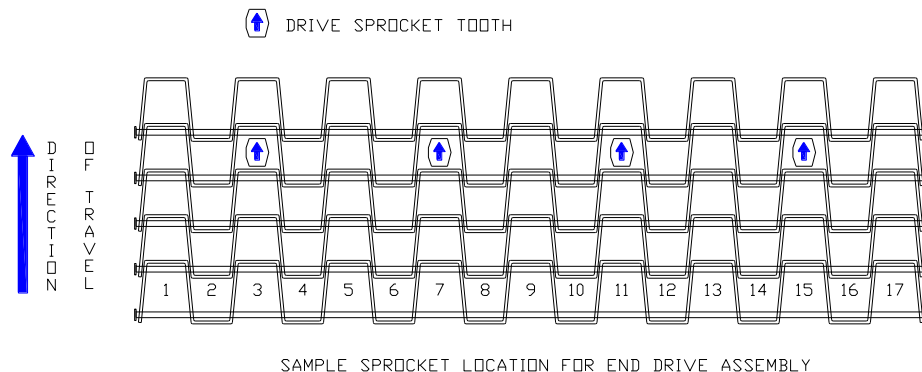 DRIVE SPROCKET TOOTH
DIRECTION
OF TRAVEL
1 2 3 4 5 6 7 8 9 10 11 12 13 14 15 16 17
SAMPLE SPROCKET LOCATION FOR END DRIVE ASSEMBLY